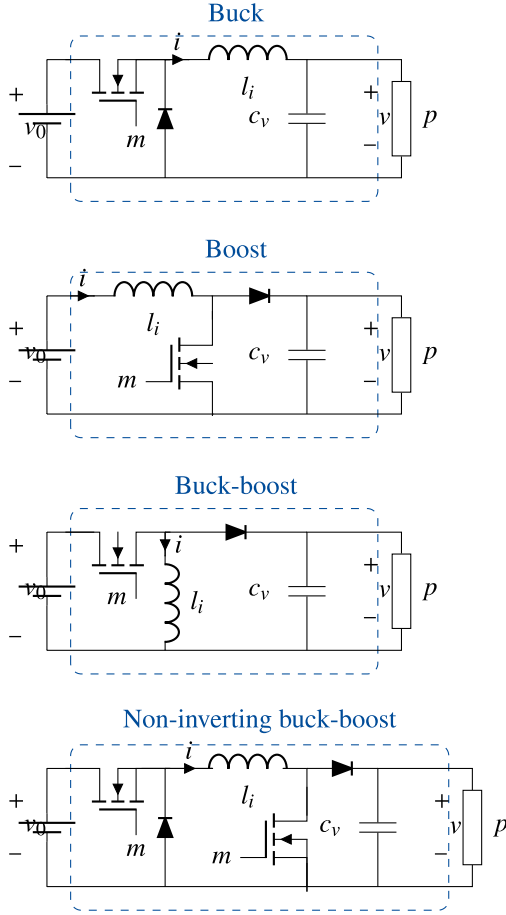 Buck
i
+
l_i
+
v_0
c_v
v
p
m
–
–
Boost
i
+
l_i
+
v_0
c_v
v
p
m
–
–
Buck-boost
+
i
+
v_0
m
l_i
c_v
v
p
–
–
Non-inverting buck-boost
i
+
l_i
+
v_0
c_v
v
p
m
m
–
–